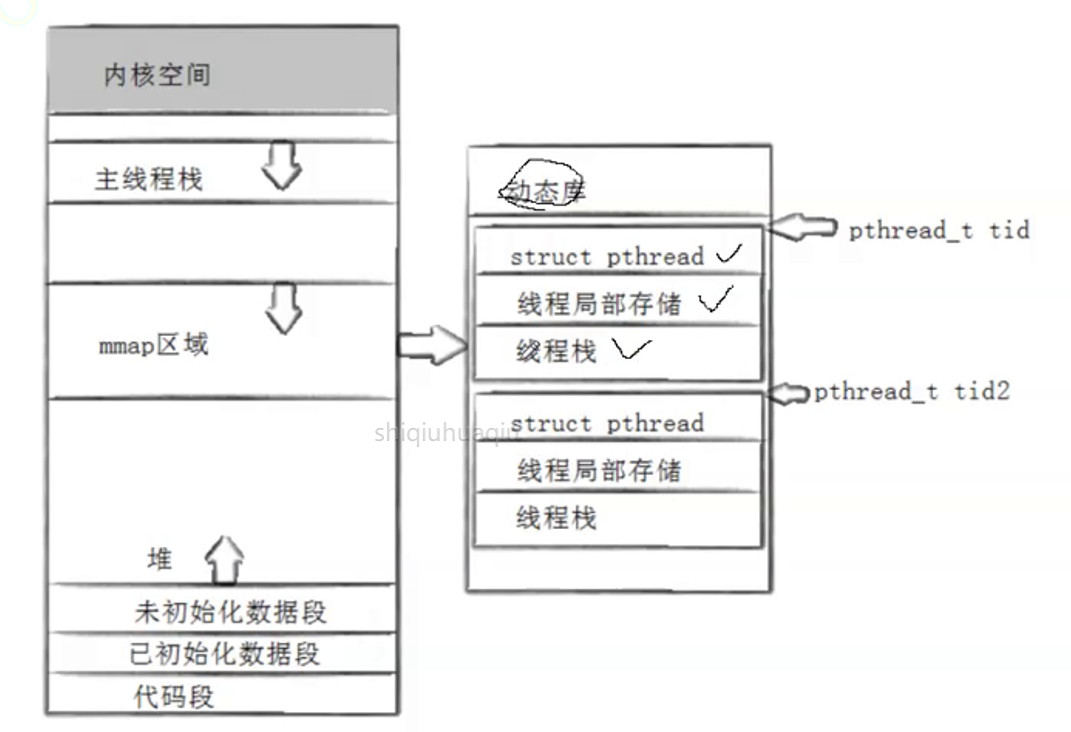 内核空间
主线程栈
mmap区域
堆
未初始化数据段
已初始化数据段
代码段
动态库
struct pthread
线程局部存储
线程栈
struct pthread
线程局部存储
线程栈
pthread_t tid
pthread_t tid2
shiqiuhuaqiu